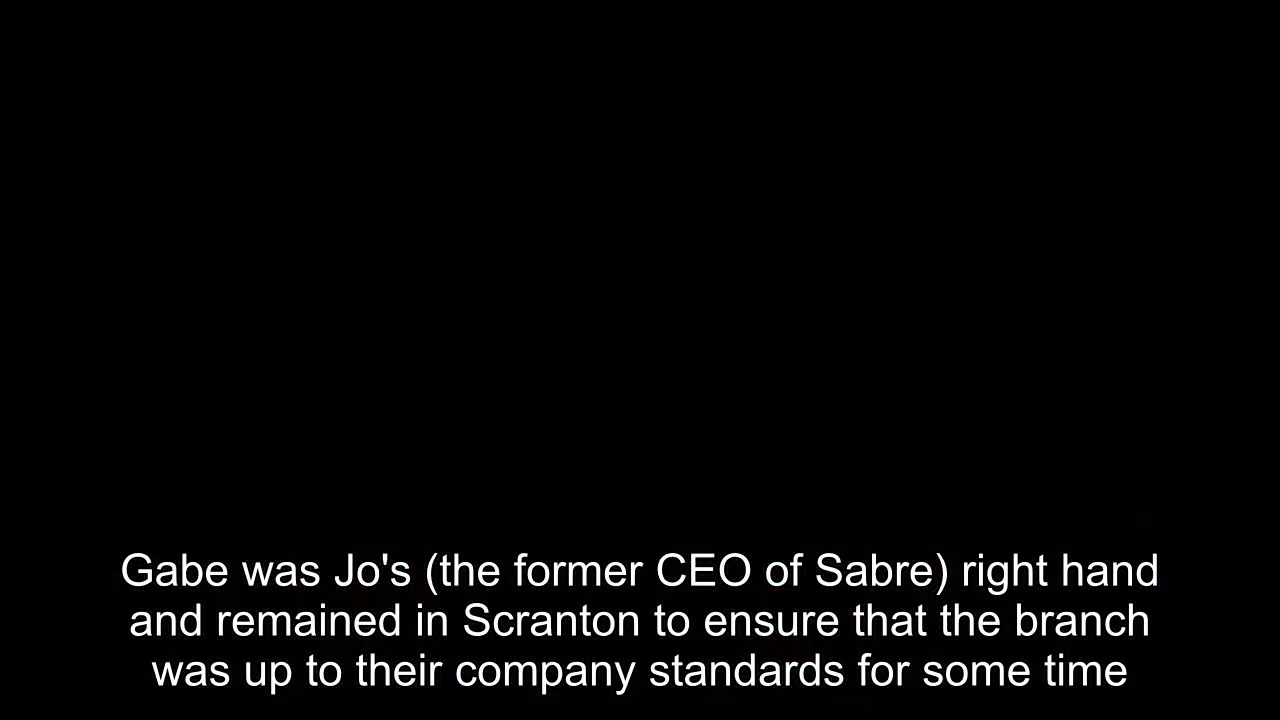 Gabe was Jo's (the former CEO of Sabre) right hand
and remained in Scranton to ensure that the branch
was up to their company standards for some time